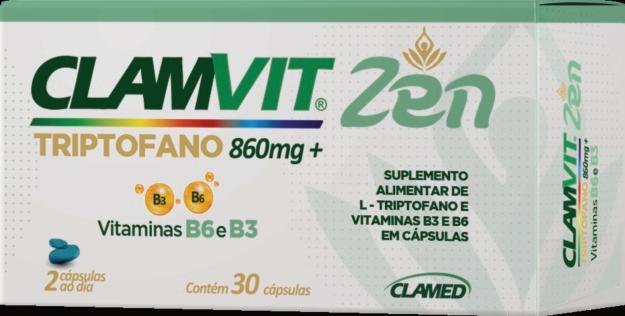 CLAMVIT® Zen
TRIPTOFANO 860mg +
B3 B6
Vitaminas B6 e B3
2 cápsulas
ao dia
Contém 30 cápsulas
SUPLEMENTO
ALIMENTAR DE
L - TRIPTOFANO E
VITAMINAS B3 E B6
EM CÁPSULAS
CLAMED
CLAMVIT® Zen
TRIPTOFANO 860mg +
Vitaminas B6 e B3